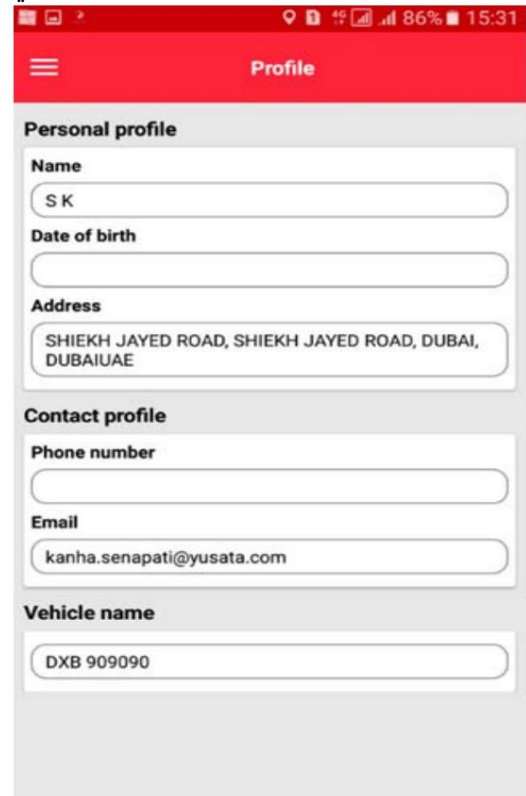 86% 15:31
Profile
Personal profile
Name
S K
Date of birth
Address
SHIEKH JAYED ROAD, SHIEKH JAYED ROAD, DUBAI,
DUBAIUAE
Contact profile
Phone number
Email
kanha.senapati@yusata.com
Vehicle name
DXB 909090